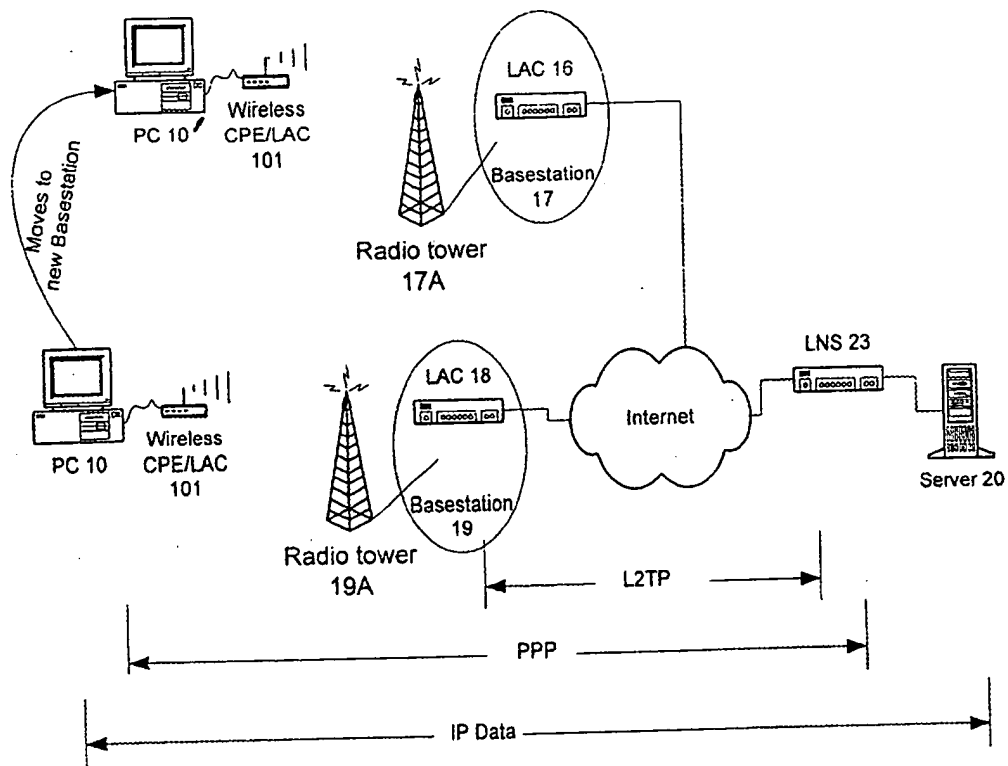 LAC 16
PC 10
Wireless
CPE/LAC
101
Basestation
17
Moves to
new Basestation
Radio tower
17A
LAC 18
Internet
LNS 23
PC 10
Wireless
CPE/LAC
101
Basestation
19
Server 20
Radio tower
19A
L2TP
PPP
IP Data